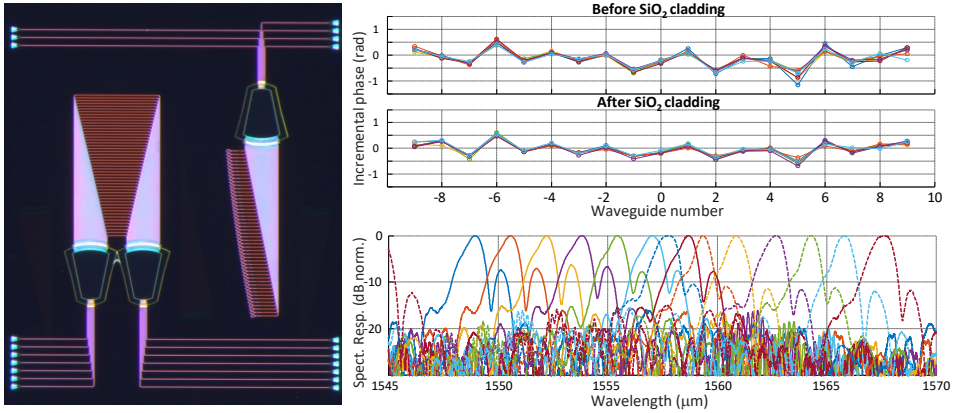 Before SiO2 cladding
1
0
-1
After SiO2 cladding
1
0
-1
Incremental phase (rad)
-8 -6 -4 -2 0 2 4 6 8 10
Waveguide number
0
-10
-20
Spect. Resp. (dB norm.)
1545 1550 1555 1560 1565 1570
Wavelength (μm)